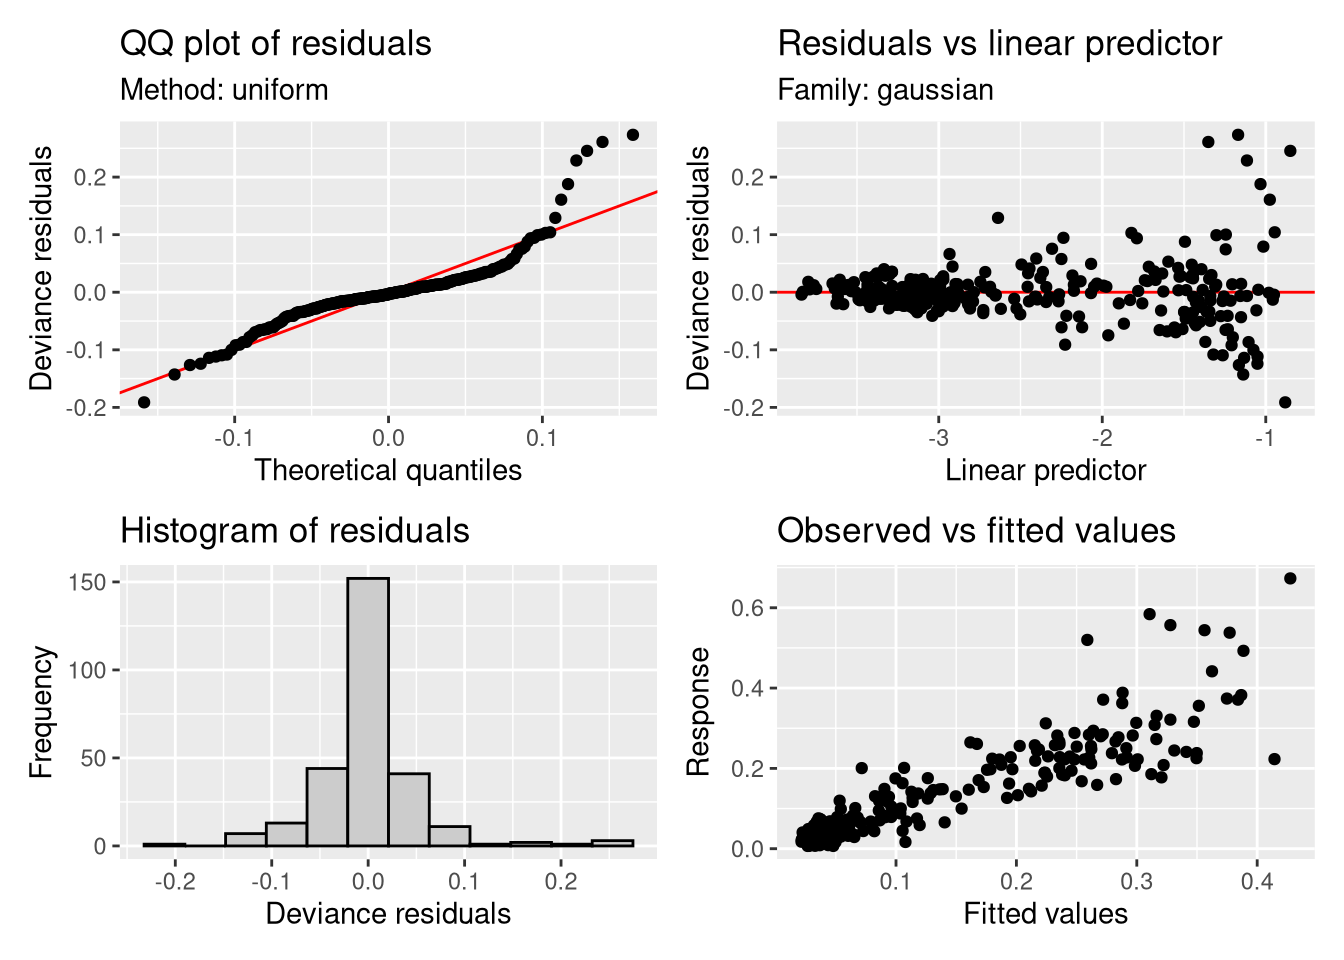 QQ plot of residuals
Method: uniform
Deviance residuals
0.2
0.1
0.0
-0.1
-0.2
-0.1
0.0
0.1
Theoretical quantiles
Residuals vs linear predictor
Family: gaussian
Deviance residuals
0.2
0.1
0.0
-0.1
-0.2
-3
-2
-1
Linear predictor
Histogram of residuals
Frequency
150
100
50
0
-0.2
-0.1
0.0
0.1
0.2
Deviance residuals
Observed vs fitted values
Response
0.6
0.4
0.2
0.0
0.1
0.2
0.3
0.4
Fitted values